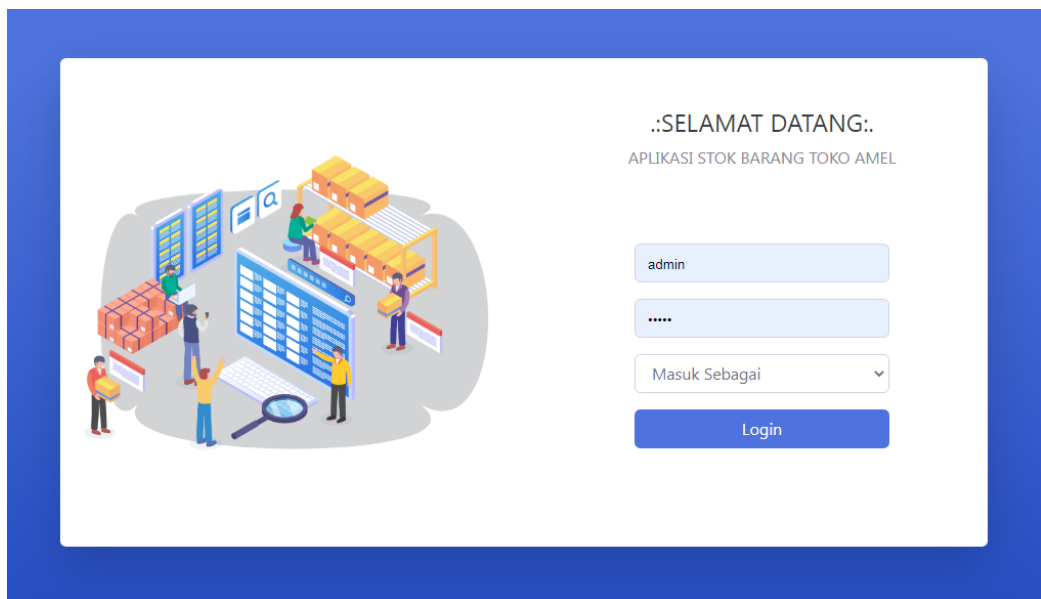 .:SELAMAT DATANG:.
APLIKASI STOK BARANG TOKO AMEL
admin
•••••
Masuk Sebagai
Login